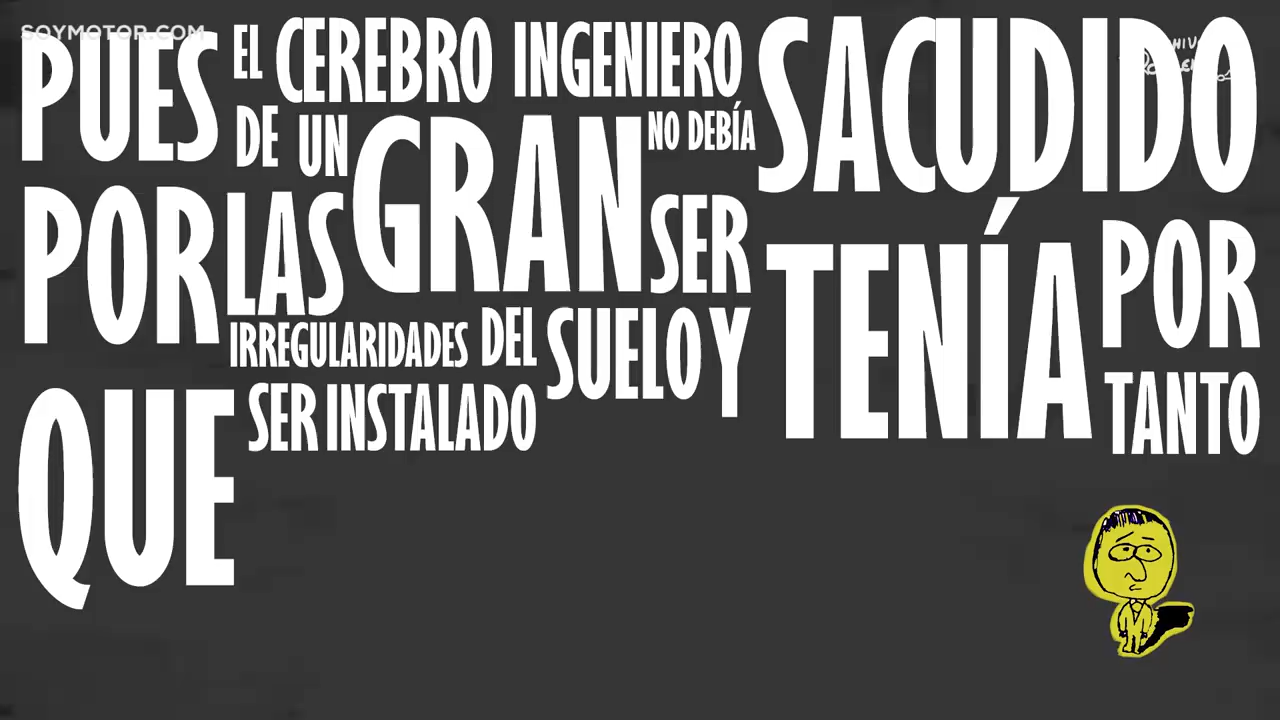 SOYMOTOR.COM
PUES
EL CEREBRO
DE UN
GRAN
INGENIERO
NO DEBÍA
SER
SACUDIDO
POR
LAS
IRREGULARIDADES
DEL
SUELO
Y
TENÍA
POR
TANTO
QUE
SER INSTALADO